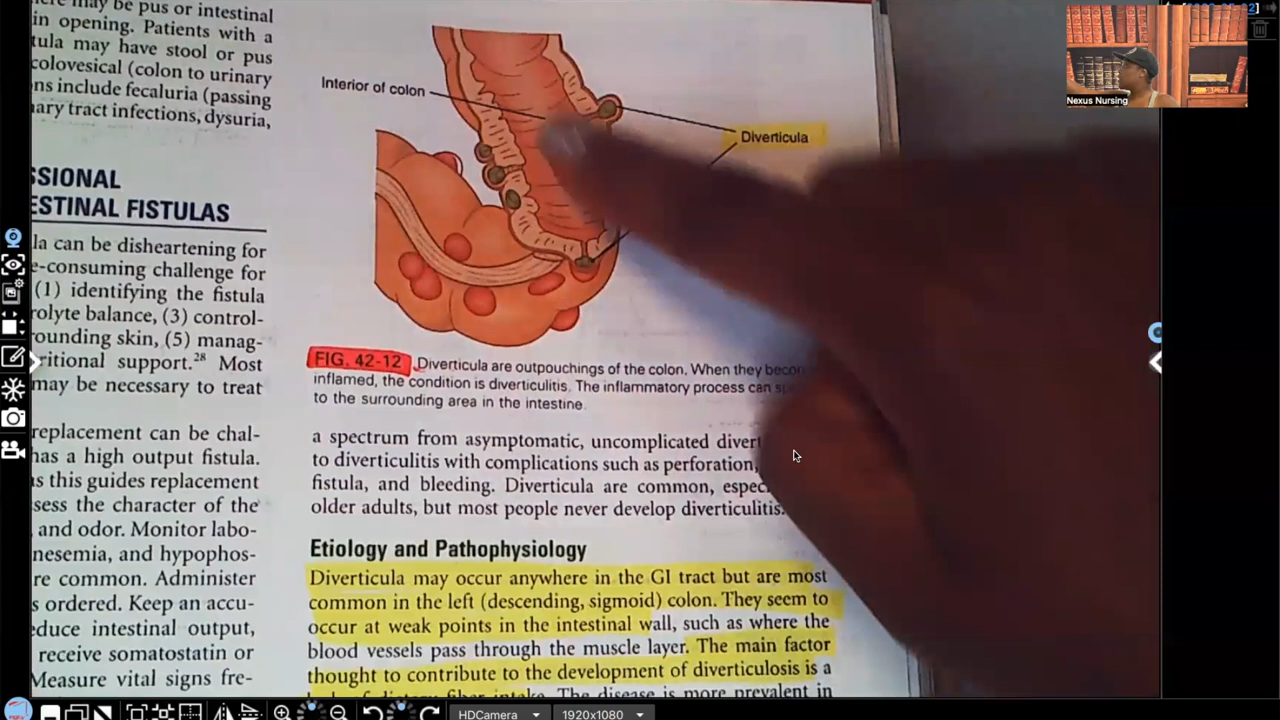 here may be pus or intestinal
in opening. Patients with a
tula may have stool or pus
colovesical (colon to urinary
ns include fecaluria (passing
ary tract infections, dysuria,
SSIONAL
ESTINAL FISTULAS
la can be disheartening for
e-consuming challenge for
(1) identifying the fistula
rolyte balance, (3) control-
rounding skin, (5) manag-
ritional support.28 Most
may be necessary to treat
replacement can be chal-
has a high output fistula.
s this guides replacement
sess the character of the
and odor. Monitor labo-
nesemia, and hypophos-
re common. Administer
s ordered. Keep an accu-
educe intestinal output,
receive somatostatin or
Measure vital signs fre-
Interior of colon
Diverticula
FIG. 42-12 Diverticula are outpouchings of the colon. When they becom
inflamed, the condition is diverticulitis. The inflammatory process can s
to the surrounding area in the intestine.
a spectrum from asymptomatic, uncomplicated divert
to diverticulitis with complications such as perforation,
fistula, and bleeding. Diverticula are common, espec
older adults, but most people never develop diverticulitis.
Etiology and Pathophysiology
Diverticula may occur anywhere in the GI tract but are most
common in the left (descending, sigmoid) colon. They seem to
occur at weak points in the intestinal wall, such as where the
blood vessels pass through the muscle layer. The main factor
thought to contribute to the development of diverticulosis is a
The disease is more prevalent in
Nexus Nursing
HDCamera
1920x1080